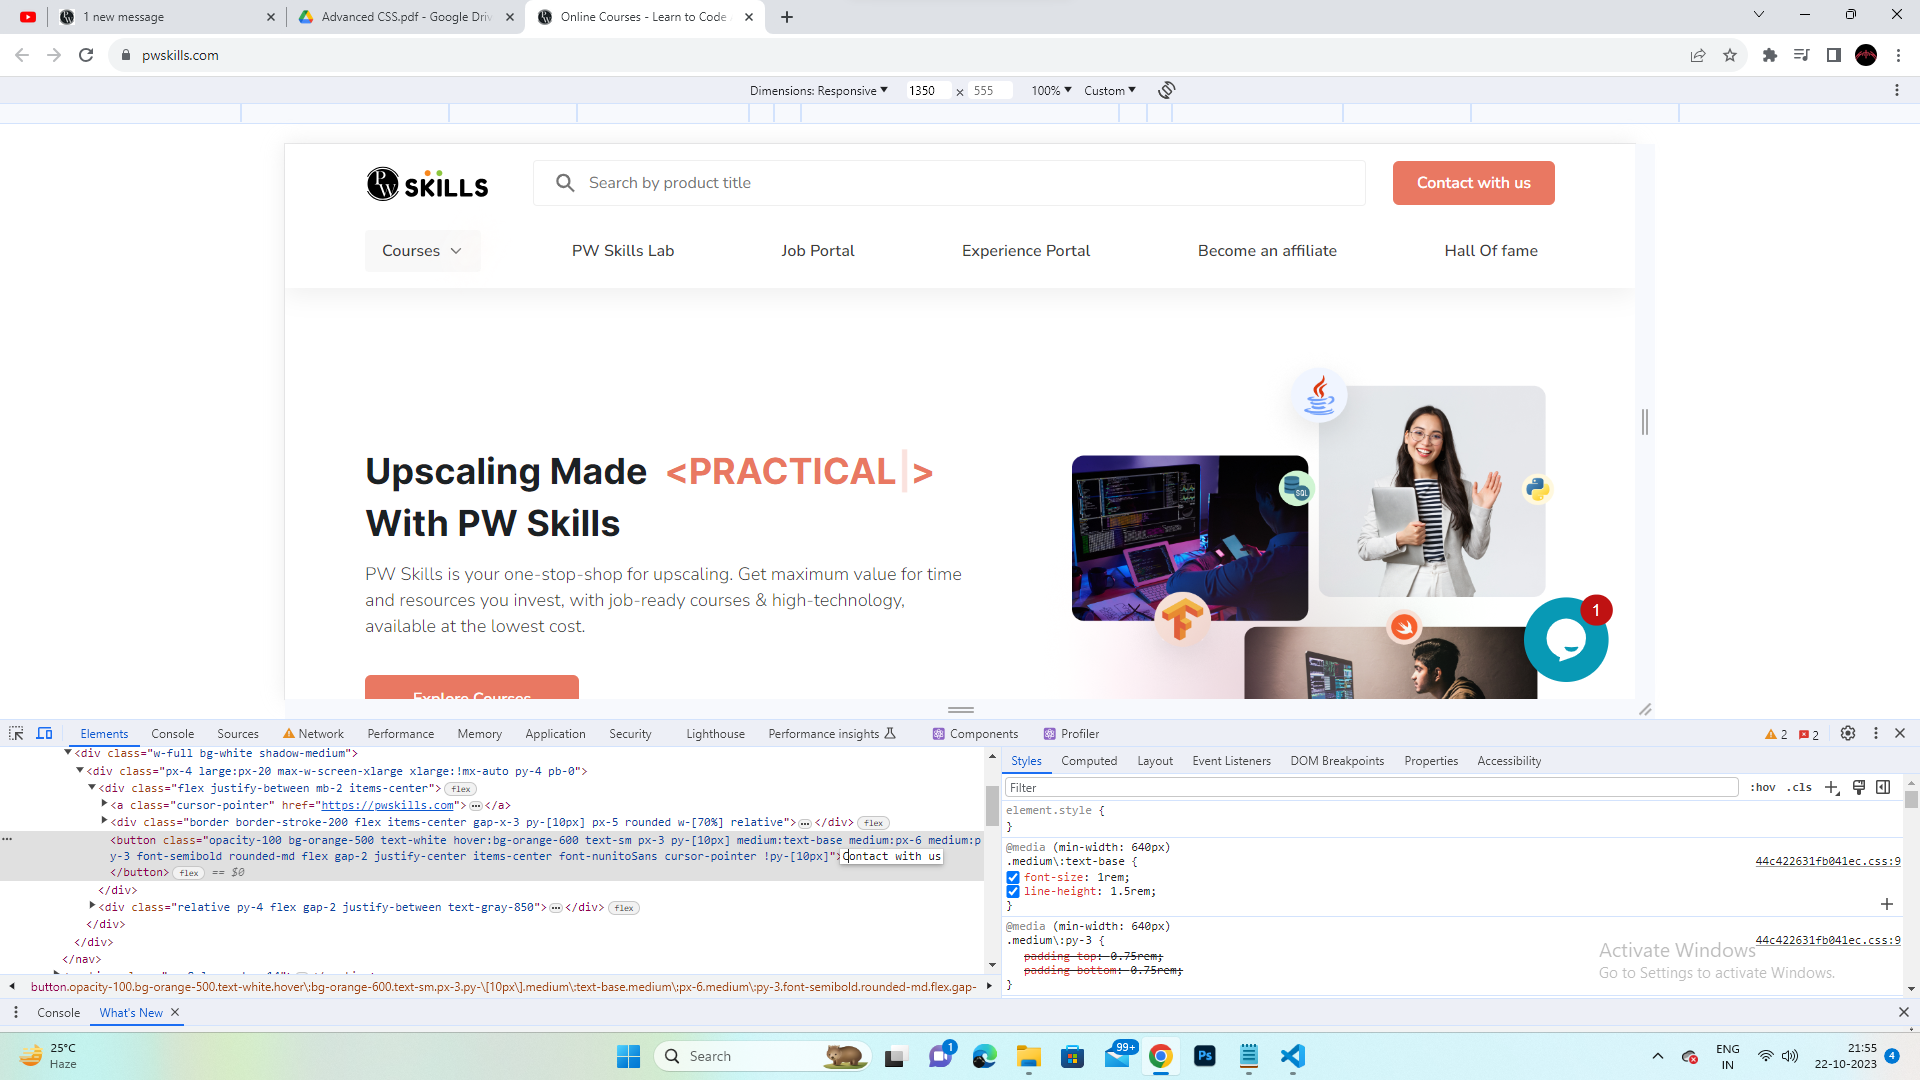 1 new message
Advanced CSS.pdf - Google Driv
Online Courses - Learn to Code
pwskills.com
Dimensions: Responsive
1350 × 555
100%
Custom
PW SKILLS
Search by product title
Contact with us
Courses
PW Skills Lab
Job Portal
Experience Portal
Become an affiliate
Hall Of fame
Upscaling Made <PRACTICAL|>
With PW Skills
PW Skills is your one-stop-shop for upscaling. Get maximum value for time
and resources you invest, with job-ready courses & high-technology,
available at the lowest cost.
Explore Courses
SQL
1
Elements Console Sources Network Performance Memory Application Security Lighthouse Performance insights Components Profiler
2 2
<div class="w-full bg-white shadow-medium">
<div class="px-4 large:px-20 max-w-screen-xlarge xlarge:!mx-auto py-4 pb-0">
<div class="flex justify-between mb-2 items-center"> flex
<a class="cursor-pointer" href="https://pwskills.com">…</a>
<div class="border border-stroke-200 flex items-center gap-x-3 py-[10px] px-5 rounded w-[70%] relative">…</div> flex
<button class="opacity-100 bg-orange-500 text-white hover:bg-orange-600 text-sm px-3 py-[10px] medium:text-base medium:px-6 medium:p
y-3 font-semibold rounded-md flex gap-2 justify-center items-center font-nunitoSans cursor-pointer !py-[10px]">Contact with us
</button> flex == $0
</div>
<div class="relative py-4 flex gap-2 justify-between text-gray-850">…</div> flex
</div>
</div>
</nav>
button.opacity-100.bg-orange-500.text-white.hover\:bg-orange-600.text-sm.px-3.py-\[10px\].medium\:text-base.medium\:px-6.medium\:py-3.font-semibold.rounded-md.flex.gap-
Styles Computed Layout Event Listeners DOM Breakpoints Properties Accessibility
Filter
:hov .cls
element.style {
}
@media (min-width: 640px)
.medium\:text-base {
44c422631fb041ec.css:9
font-size: 1rem;
line-height: 1.5rem;
}
@media (min-width: 640px)
.medium\:py-3 {
44c422631fb041ec.css:9
padding-top: 0.75rem;
padding-bottom: 0.75rem;
}
Activate Windows
Go to Settings to activate Windows.
Console
What's New
25°C
Haze
Search
1
99+
Ps
ENG
IN
21:55
22-10-2023
4